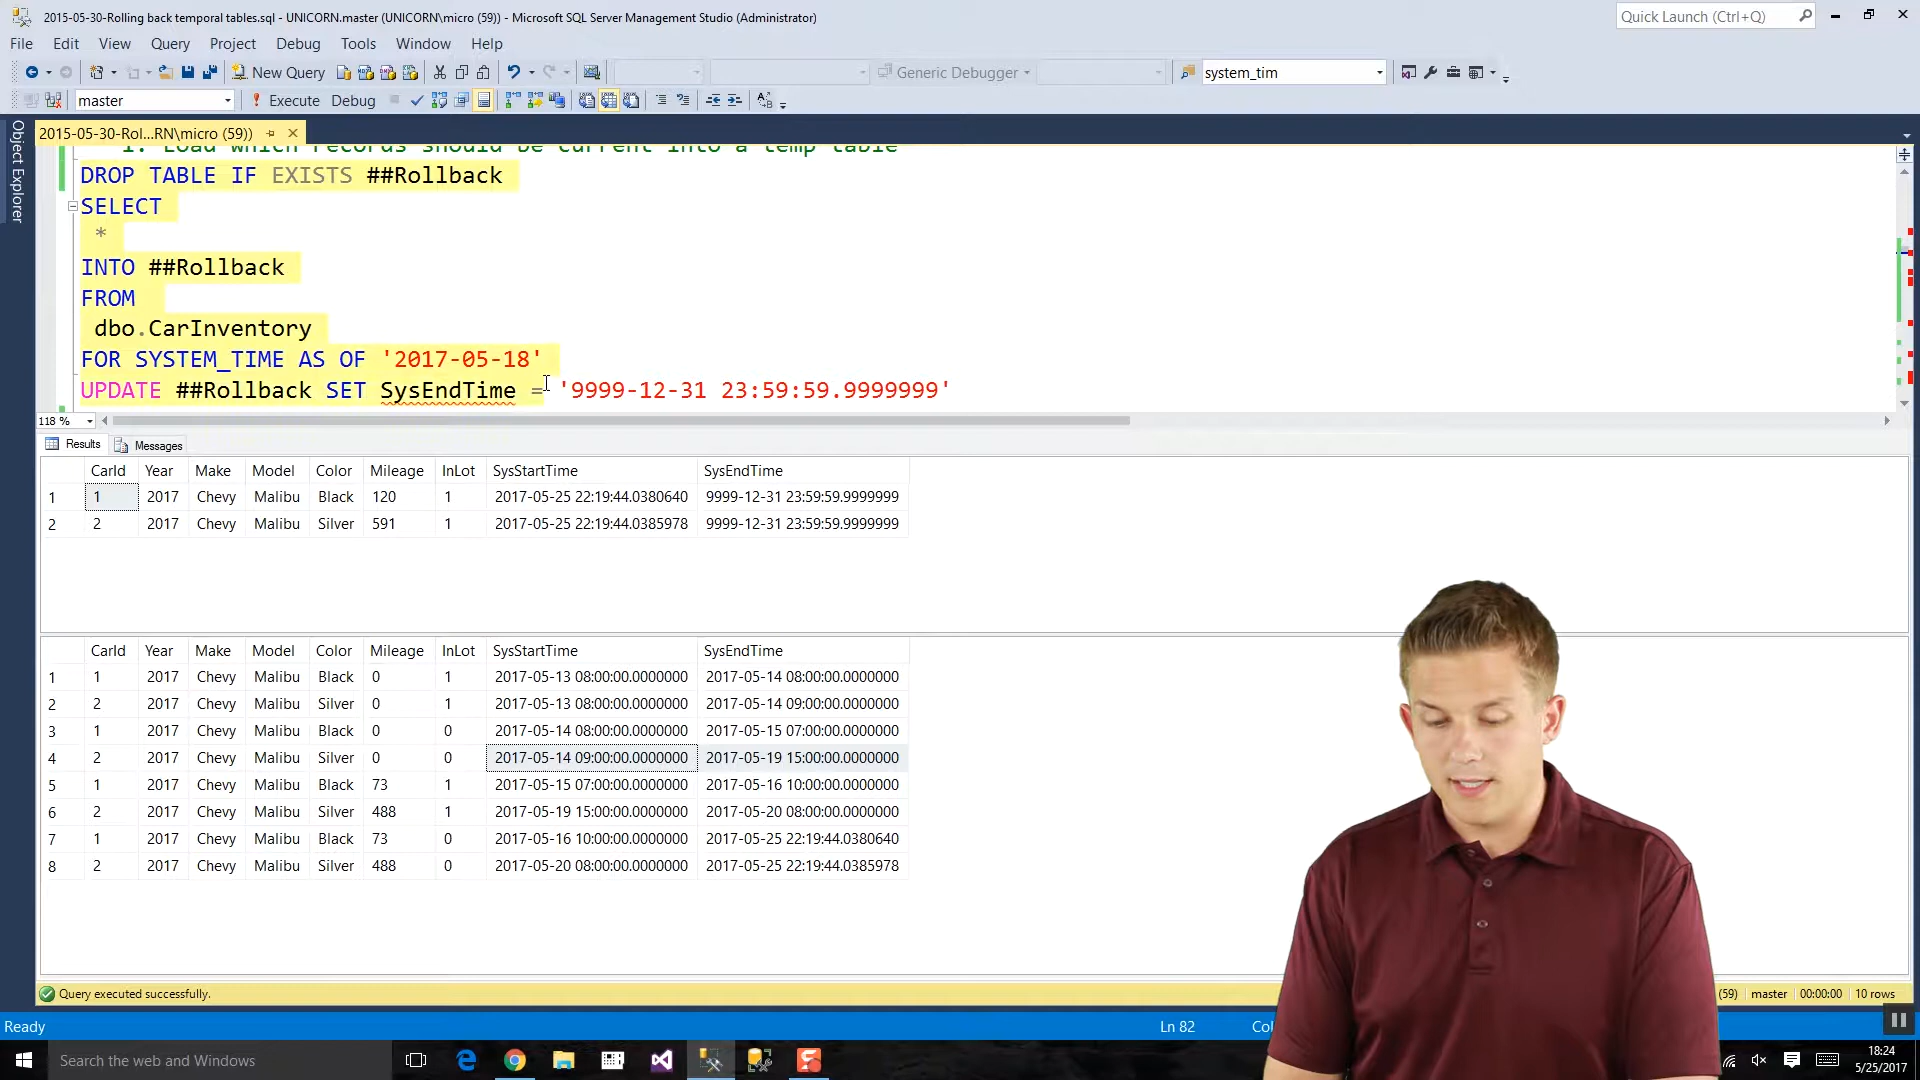 2015-05-30-Rolling back temporal tables.sql - UNICORN.master (UNICORN\micro (59)) - Microsoft SQL Server Management Studio (Administrator)
Quick Launch (Ctrl+Q)
File Edit View Query Project Debug Tools Window Help
New Query Generic Debugger system_tim
master Execute Debug
Object Explorer
2015-05-30-Rol...RN\micro (59))
1. Load which records should be current into a temp table
DROP TABLE IF EXISTS ##Rollback
SELECT
*
INTO ##Rollback
FROM
dbo.CarInventory
FOR SYSTEM_TIME AS OF '2017-05-18'
UPDATE ##Rollback SET SysEndTime = '9999-12-31 23:59:59.9999999'
118 %
Results Messages
CarId Year Make Model Color Mileage InLot SysStartTime SysEndTime
1 1 2017 Chevy Malibu Black 120 1 2017-05-25 22:19:44.0380640 9999-12-31 23:59:59.9999999
2 2 2017 Chevy Malibu Silver 591 1 2017-05-25 22:19:44.0385978 9999-12-31 23:59:59.9999999
CarId Year Make Model Color Mileage InLot SysStartTime SysEndTime
1 1 2017 Chevy Malibu Black 0 1 2017-05-13 08:00:00.0000000 2017-05-14 08:00:00.0000000
2 2 2017 Chevy Malibu Silver 0 1 2017-05-13 08:00:00.0000000 2017-05-14 09:00:00.0000000
3 1 2017 Chevy Malibu Black 0 0 2017-05-14 08:00:00.0000000 2017-05-15 07:00:00.0000000
4 2 2017 Chevy Malibu Silver 0 0 2017-05-14 09:00:00.0000000 2017-05-19 15:00:00.0000000
5 1 2017 Chevy Malibu Black 73 1 2017-05-15 07:00:00.0000000 2017-05-16 10:00:00.0000000
6 2 2017 Chevy Malibu Silver 488 1 2017-05-19 15:00:00.0000000 2017-05-20 08:00:00.0000000
7 1 2017 Chevy Malibu Black 73 0 2017-05-16 10:00:00.0000000 2017-05-25 22:19:44.0380640
8 2 2017 Chevy Malibu Silver 488 0 2017-05-20 08:00:00.0000000 2017-05-25 22:19:44.0385978
Query executed successfully. (59) master 00:00:00 10 rows
Ready Ln 82
Search the web and Windows
18:24
5/25/2017